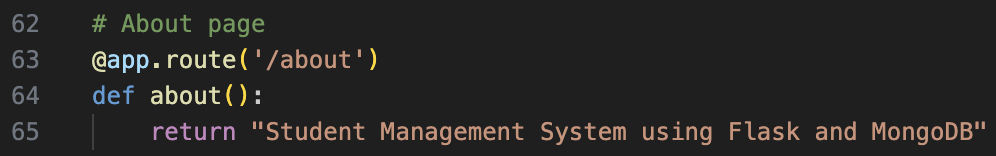 62 # About page
63 @app.route('/about')
64 def about():
65     return "Student Management System using Flask and MongoDB"